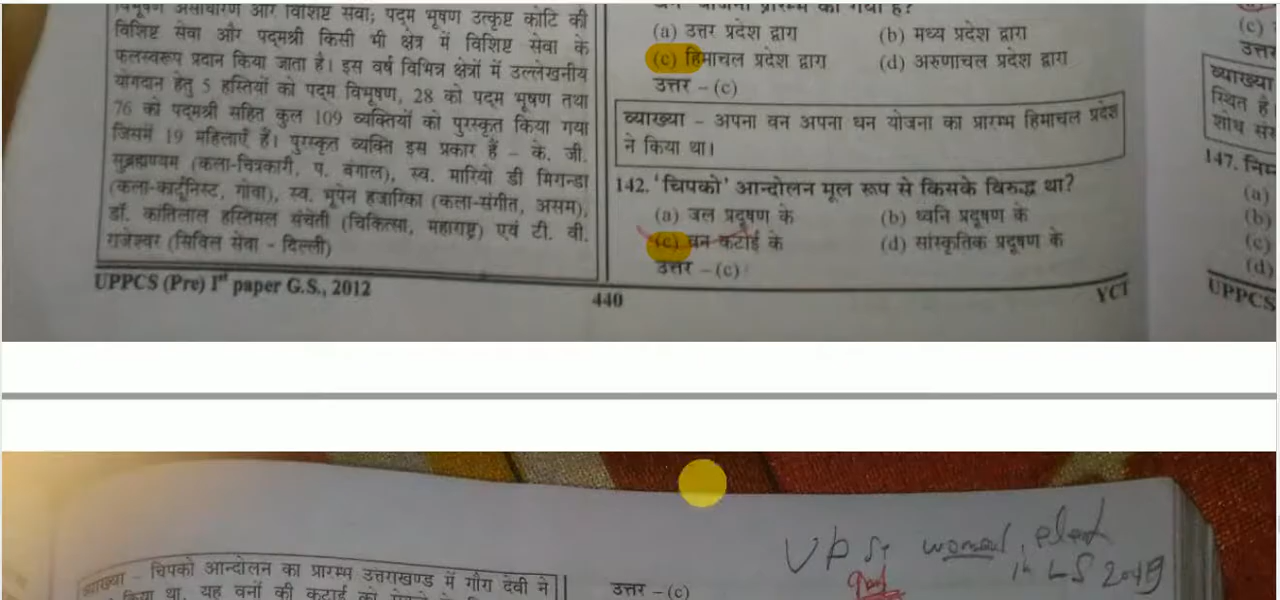 विभूषण असाधारण और विशिष्ट सेवा; पद्म भूषण उत्कृष्ट कोटि की
विशिष्ट सेवा और पद्मश्री किसी भी क्षेत्र में विशिष्ट सेवा के
फलस्वरूप प्रदान किया जाता है। इस वर्ष विभिन्न क्षेत्रों में उल्लेखनीय
योगदान हेतु 5 हस्तियों को पद्म विभूषण, 28 को पद्म भूषण तथा
76 को पद्मश्री सहित कुल 109 व्यक्तियों को पुरस्कृत किया गया
जिसमें 19 महिलाएँ हैं। पुरस्कृत व्यक्ति इस प्रकार हैं – के. जी.
सुब्रह्मण्यम (कला-चित्रकारी, प. बंगाल), स्व. मारियो डी मिरान्डा
(कला-कार्टूनिस्ट, गोवा), स्व. भूपेन हजारिका (कला-संगीत, असम),
डॉ. कांतिलाल हस्तिमल संचेती (चिकित्सा, महाराष्ट्र) एवं टी. वी.
राजेश्वर (सिविल सेवा - दिल्ली)
UPPCS (Pre) Ist paper G.S., 2012
440
YCT
(a) उत्तर प्रदेश द्वारा (b) मध्य प्रदेश द्वारा
(c) हिमाचल प्रदेश द्वारा (d) अरुणाचल प्रदेश द्वारा
उत्तर – (c)
व्याख्या – अपना वन अपना धन योजना का प्रारम्भ हिमाचल प्रदेश
ने किया था।
142. 'चिपको' आन्दोलन मूल रूप से किसके विरुद्ध था?
(a) जल प्रदूषण के (b) ध्वनि प्रदूषण के
(c) वन कटाई के (d) सांस्कृतिक प्रदूषण के
उत्तर – (c)
(c)
उत्तर
व्याख्या
स्थित है
शोध
147.
(a)
(b)
(c)
(d)
UPPCS
व्याख्या – चिपको आन्दोलन का प्रारम्भ उत्तराखण्ड में गौरा देवी ने
किया था, यह वनों की कटाई को
उत्तर – (c)
in LS 2019